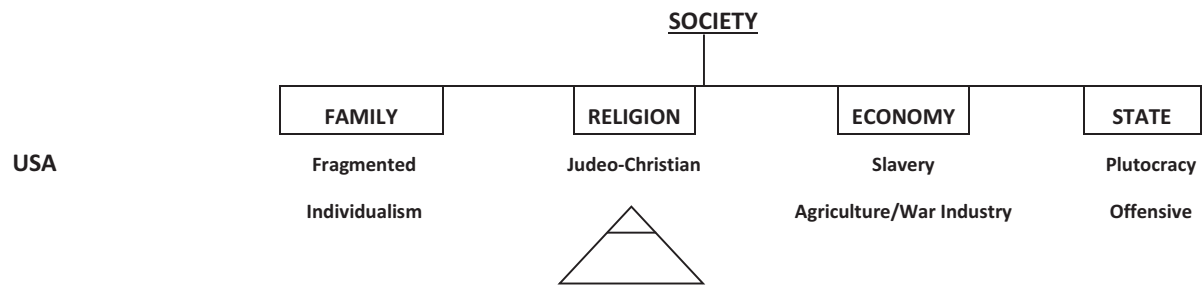 SOCIETY
FAMILY RELIGION ECONOMY STATE
USA Fragmented Judeo-Christian Slavery Plutocracy
Individualism Agriculture/War Industry Offensive